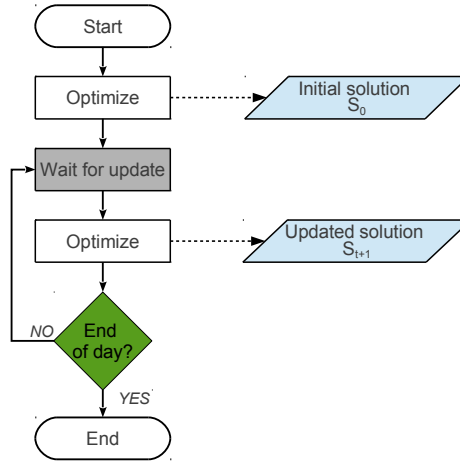 Start
Optimize
Initial solution
S0
Wait for update
Optimize
Updated solution
St+1
End
of day?
NO
YES
End